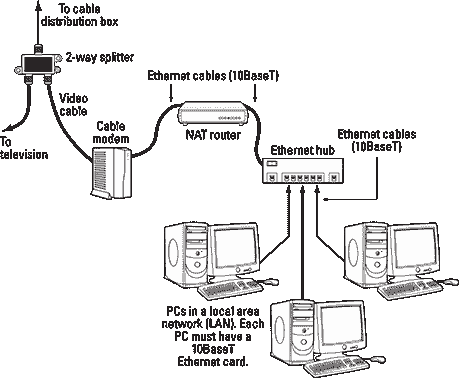 To cable
distribution box
2-way splitter
Ethernet cables (10BaseT)
Video
cable
Cable
modem
NAT router
To
television
Ethernet hub
Ethernet cables
(10BaseT)
PCs in a local area
network (LAN). Each
PC must have a
10BaseT
Ethernet card.